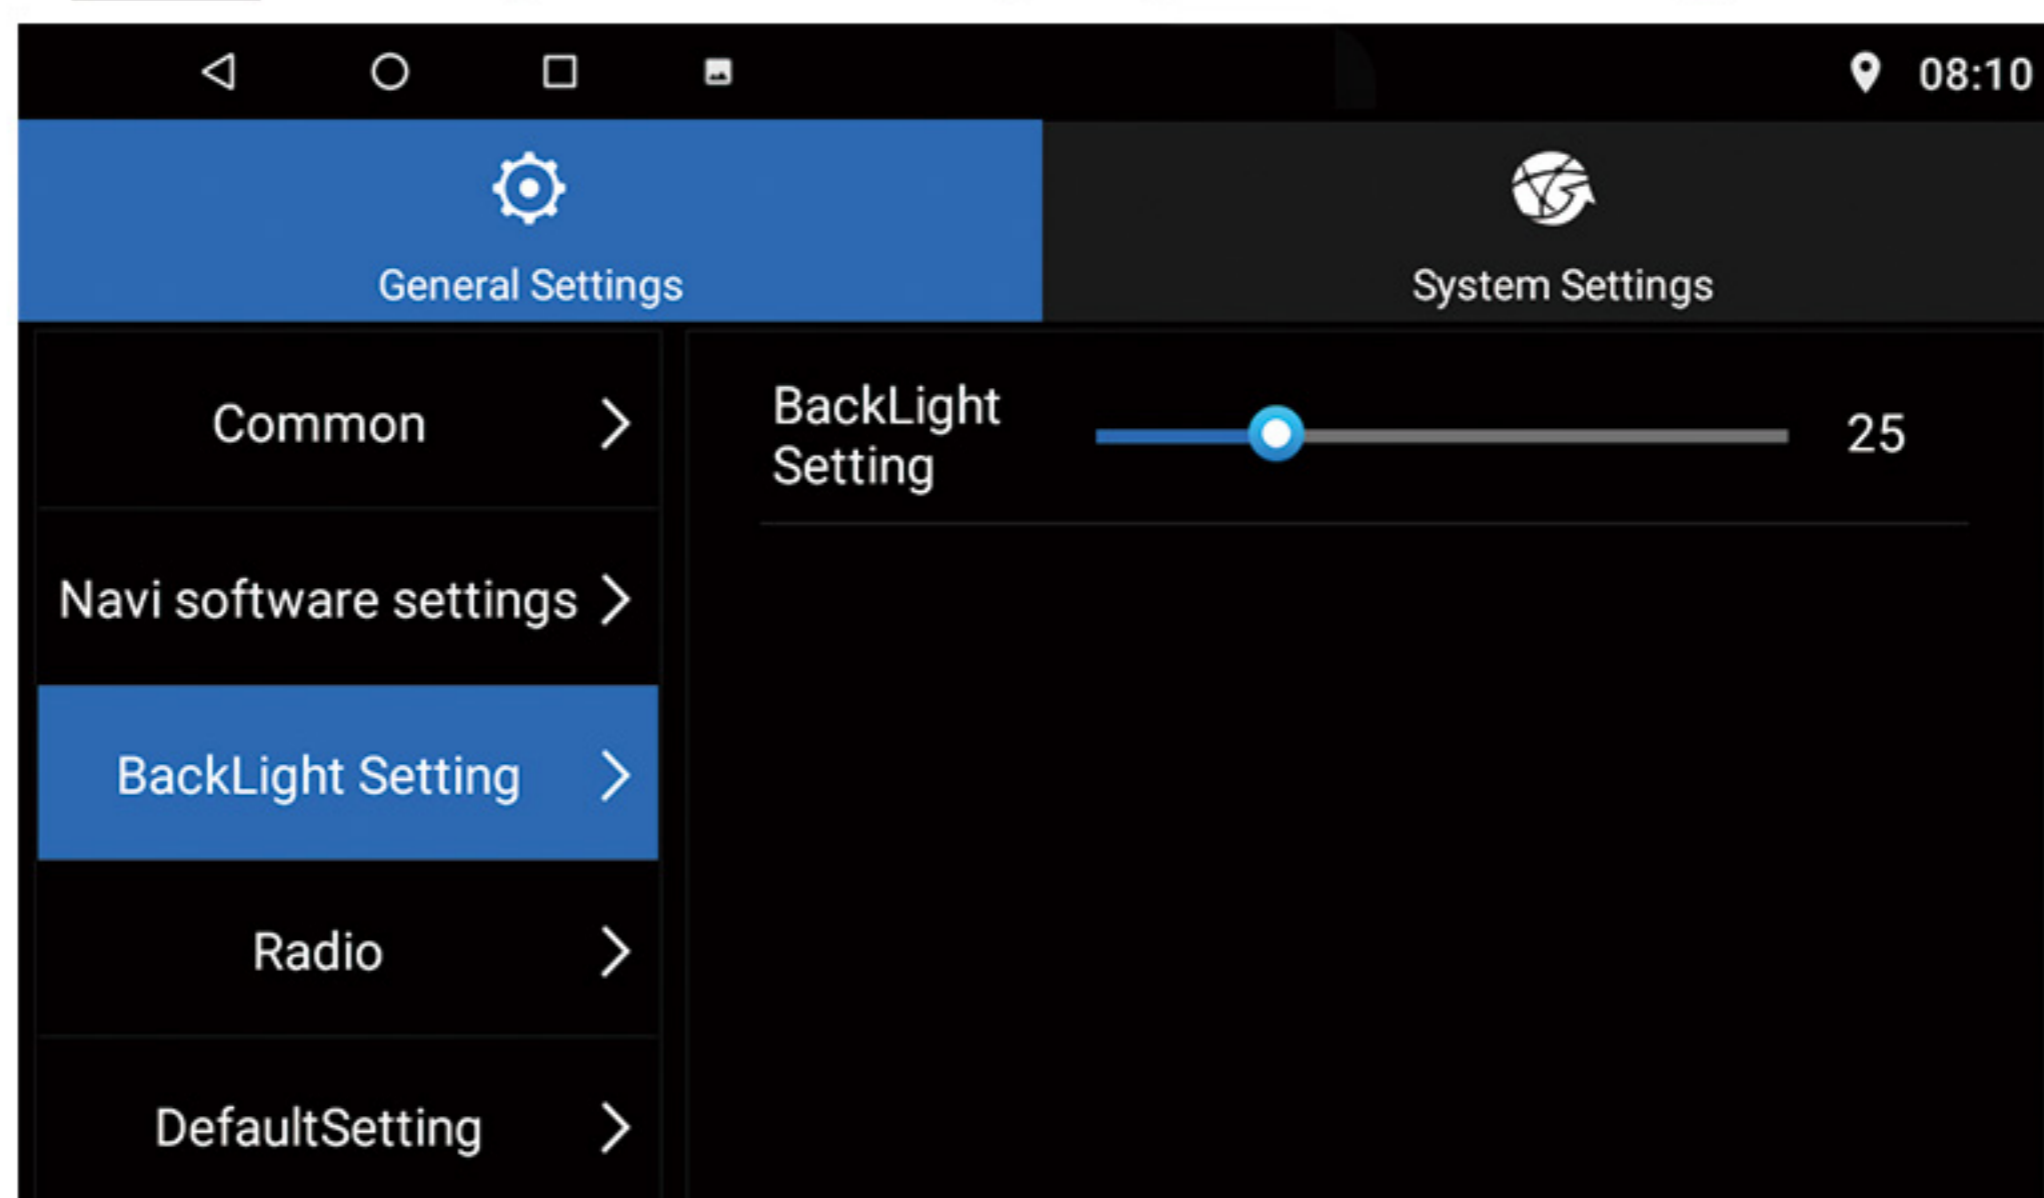 08:10
General Settings
System Settings
Common
Navi software settings
BackLight Setting
Radio
DefaultSetting
BackLight
Setting
25